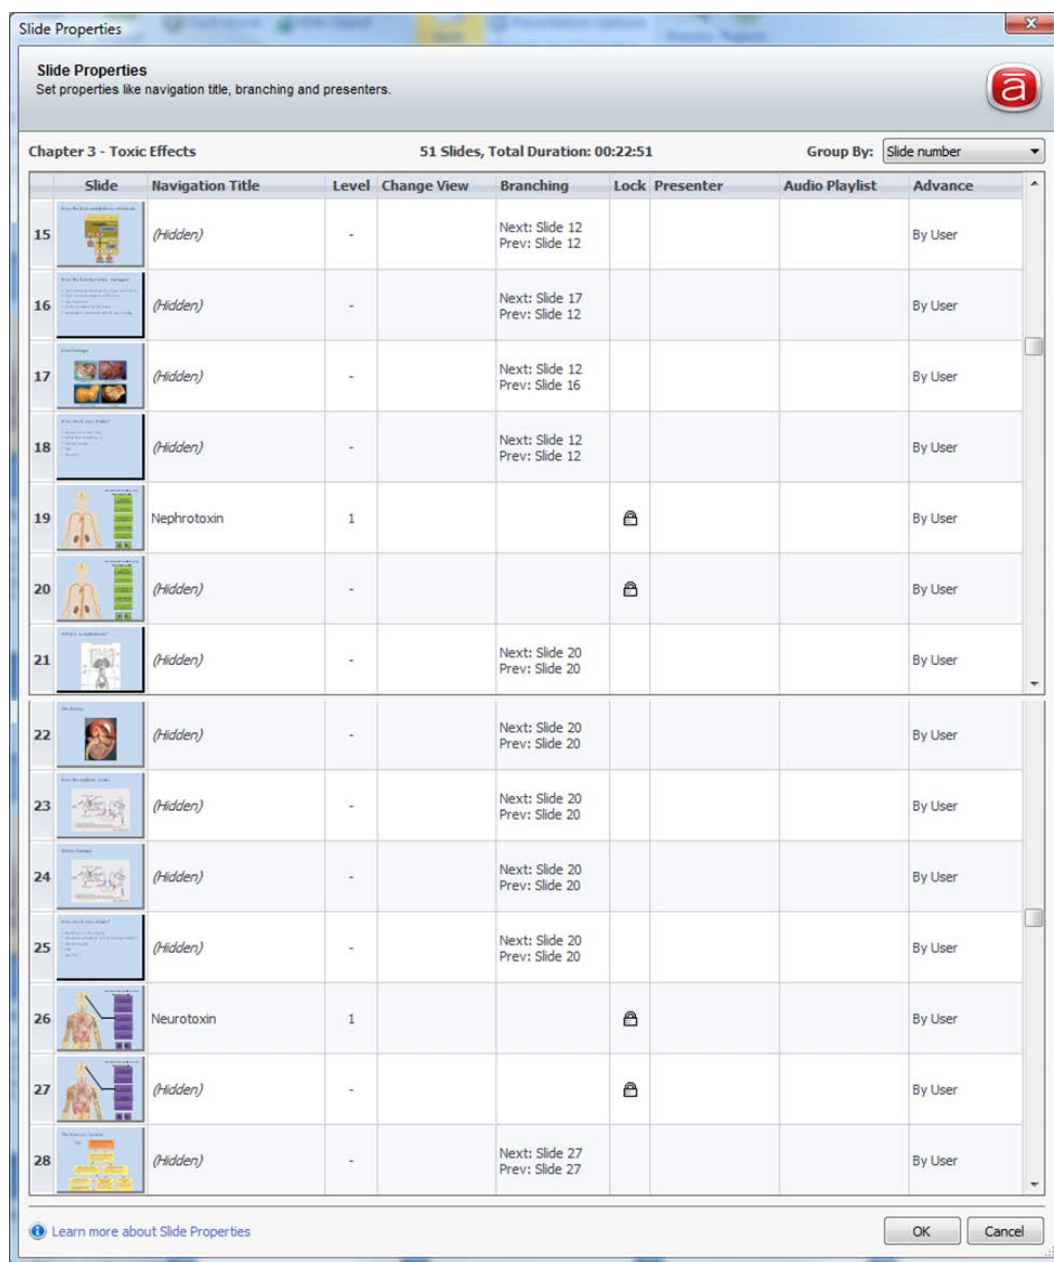 Slide Properties
Slide Properties
Set properties like navigation title, branching and presenters.
Chapter 3 - Toxic Effects 51 Slides, Total Duration: 00:22:51 Group By: Slide number
Slide Navigation Title Level Change View Branching Lock Presenter Audio Playlist Advance
15 (Hidden) - Next: Slide 12 By User
Prev: Slide 12
16 (Hidden) - Next: Slide 17 By User
Prev: Slide 12
17 (Hidden) - Next: Slide 12 By User
Prev: Slide 16
18 (Hidden) - Next: Slide 12 By User
Prev: Slide 12
19 Nephrotoxin 1 By User
20 (Hidden) - By User
21 (Hidden) - Next: Slide 20 By User
Prev: Slide 20
22 (Hidden) - Next: Slide 20 By User
Prev: Slide 20
23 (Hidden) - Next: Slide 20 By User
Prev: Slide 20
24 (Hidden) - Next: Slide 20 By User
Prev: Slide 20
25 (Hidden) - Next: Slide 20 By User
Prev: Slide 20
26 Neurotoxin 1 By User
27 (Hidden) - By User
28 (Hidden) - Next: Slide 27 By User
Prev: Slide 27
Learn more about Slide Properties OK Cancel